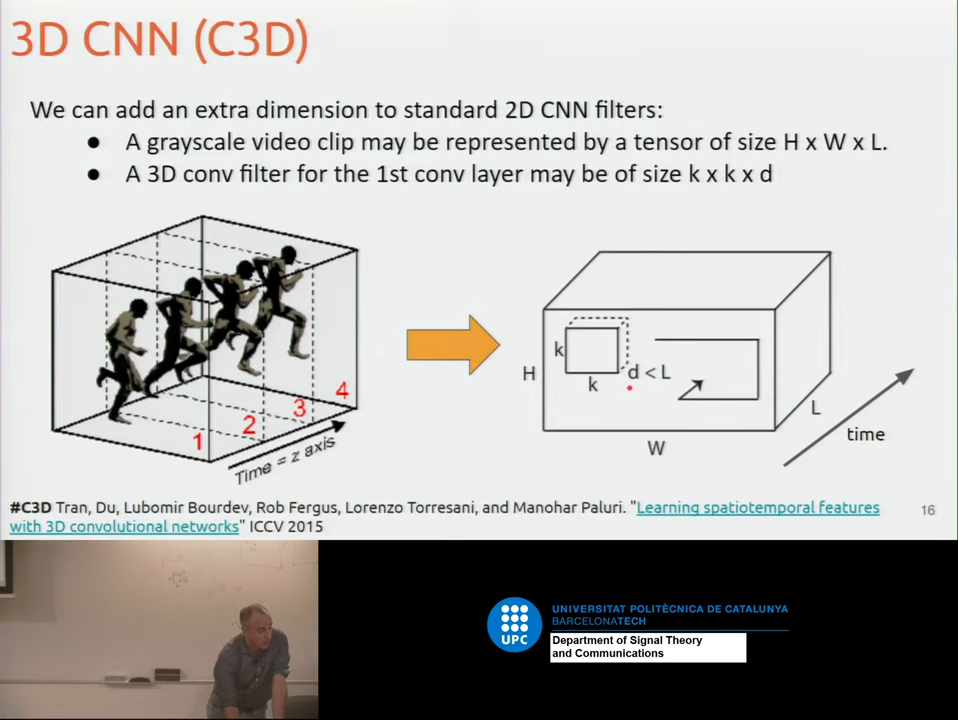 3D CNN (C3D)
We can add an extra dimension to standard 2D CNN filters:
● A grayscale video clip may be represented by a tensor of size H x W x L.
● A 3D conv filter for the 1st conv layer may be of size k x k x d
1
2
3
4
Time = z axis
H
k
k
d < L
W
L
time
#C3D Tran, Du, Lubomir Bourdev, Rob Fergus, Lorenzo Torresani, and Manohar Paluri. "Learning spatiotemporal features
with 3D convolutional networks" ICCV 2015
16
UPC
UNIVERSITAT POLITÈCNICA DE CATALUNYA
BARCELONATECH
Department of Signal Theory
and Communications